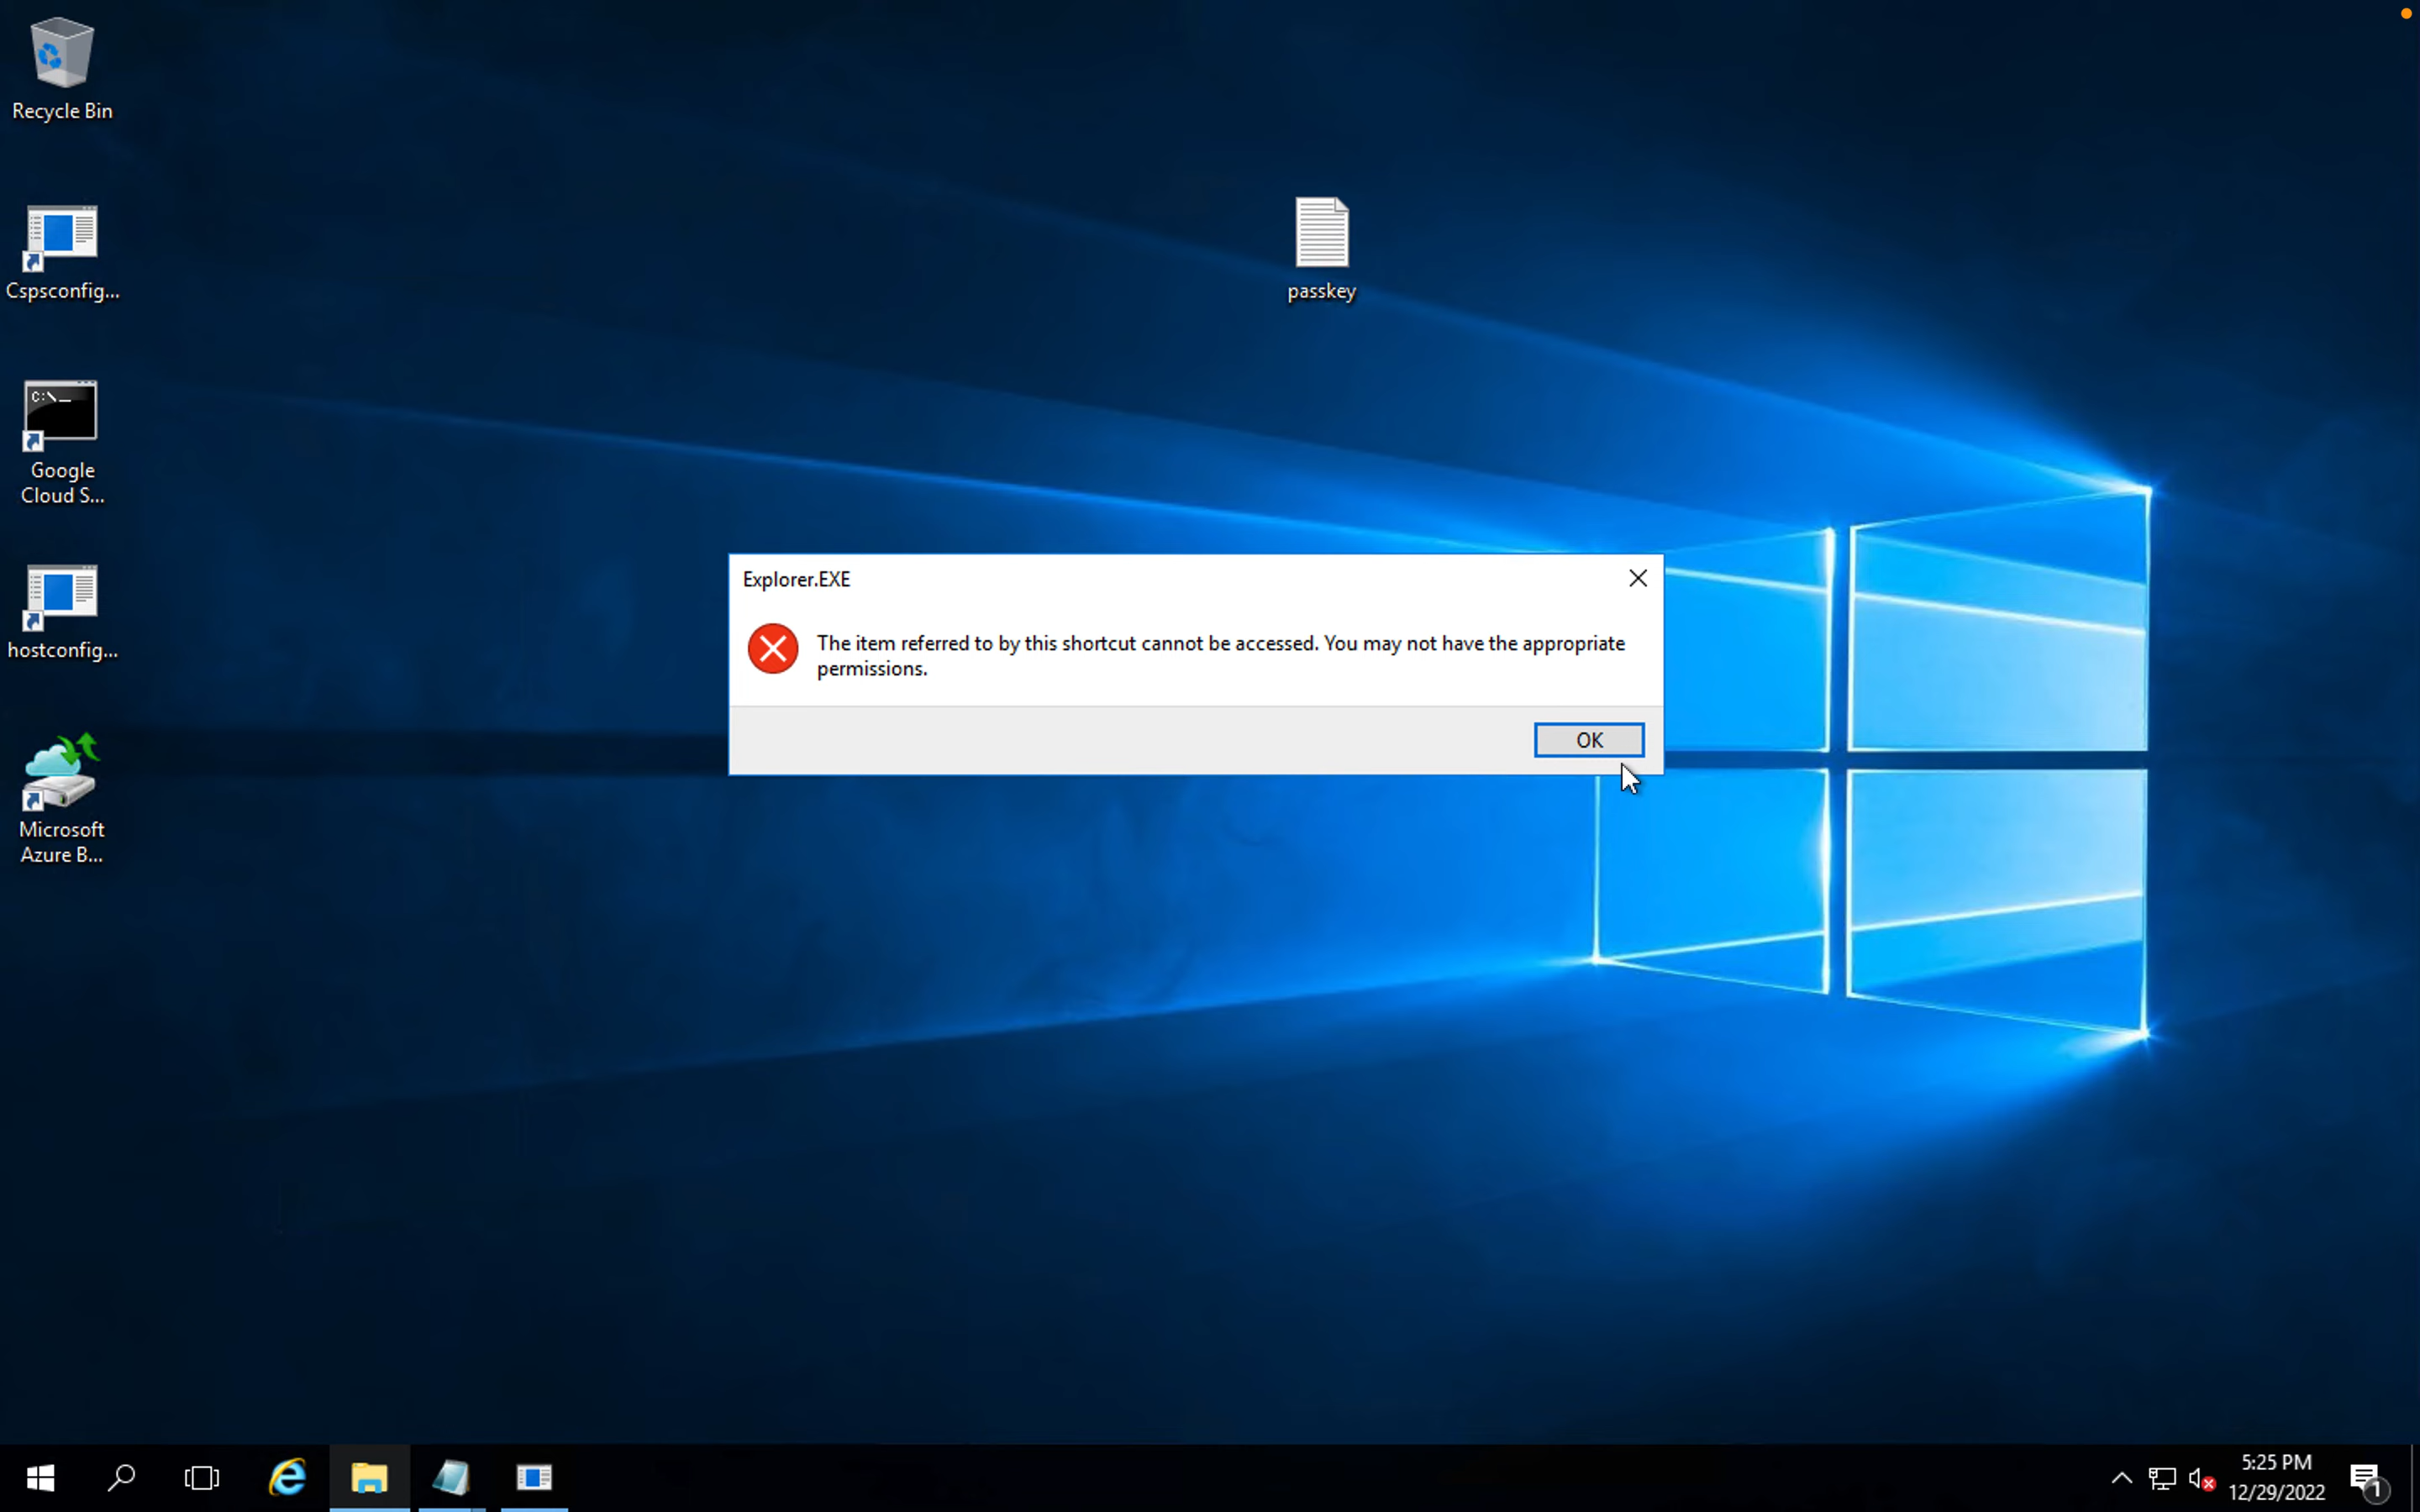 Recycle Bin
Cspsconfig...
passkey
C:\_
Google
Cloud S...
Explorer.EXE
The item referred to by this shortcut cannot be accessed. You may not have the appropriate
permissions.
OK
hostconfig...
Microsoft
Azure B...
5:25 PM
12/29/2022
1